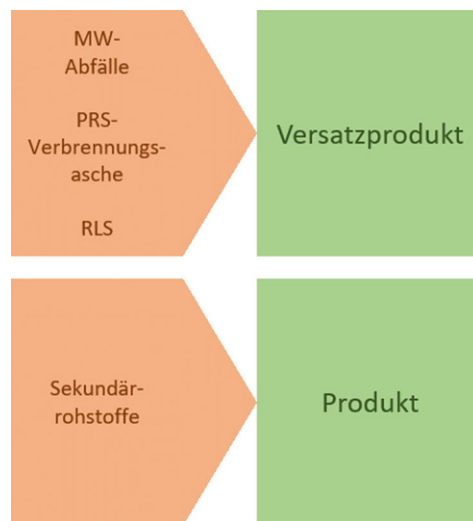 MW-
Abfälle
PRS-
Verbrennungs-
asche
RLS
Versatzprodukt
Sekundär-
rohstoffe
Produkt